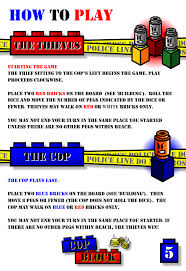 HOW TO PLAY
THE THIEVES
POLICE LINE DO
STARTING THE GAME
THE THIEF SITTING TO THE COP'S LEFT BEGINS THE GAME. PLAY
PROCEEDS CLOCKWISE.
PLACE TWO RED BRICKS ON THE BOARD (SEE 'BUILDING'). ROLL THE
DICE AND MOVE THE SAME NUMBER OF PEGS INDICATED BY THE DICE OR
FEWER. THIEVES MAY WALK ON RED OR WHITE BRICKS ONLY.
YOU MAY NOT END YOUR TURN IN THE SAME PLACE YOU STARTED
UNLESS THERE ARE NO OTHER PEGS WITHIN REACH.
THE COP
POLICE LINE DO
THE COP PLAYS LAST.
PLACE TWO BLUE BRICKS ON THE BOARD (SEE 'BUILDING'). THEN
MOVE 8 PEGS OR FEWER (THE COP DOES NOT ROLL THE DICE). THE
COP MAY WALK ON BLUE OR RED BRICKS ONLY.
YOU MAY NOT END YOUR TURN IN THE SAME PLACE YOU STARTED. IF
THERE ARE NO OTHER PEGS WITHIN REACH, THE THIEVES WIN!
COP
BLOCK
5